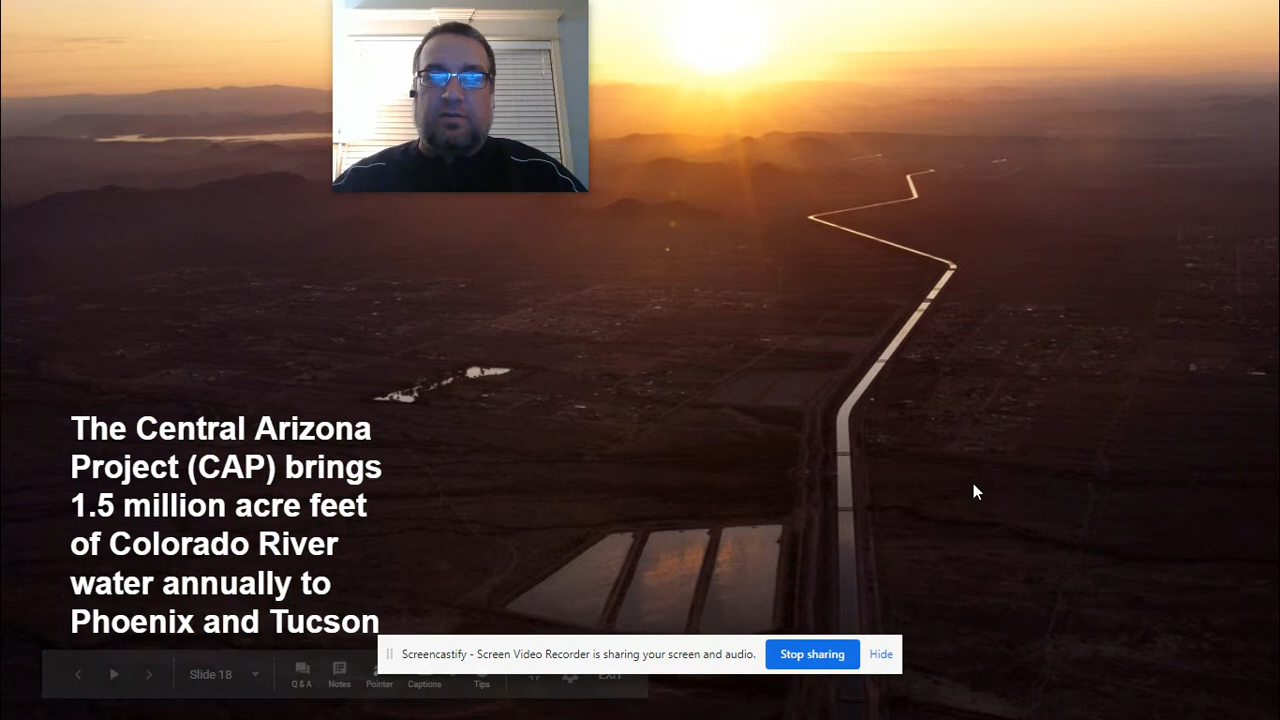 The Central Arizona
Project (CAP) brings
1.5 million acre feet
of Colorado River
water annually to
Phoenix and Tucson
Screencastify - Screen Video Recorder is sharing your screen and audio.
Stop sharing
Hide
Slide 18
Q & A
Notes
Pointer
Captions
Tips
EXIT